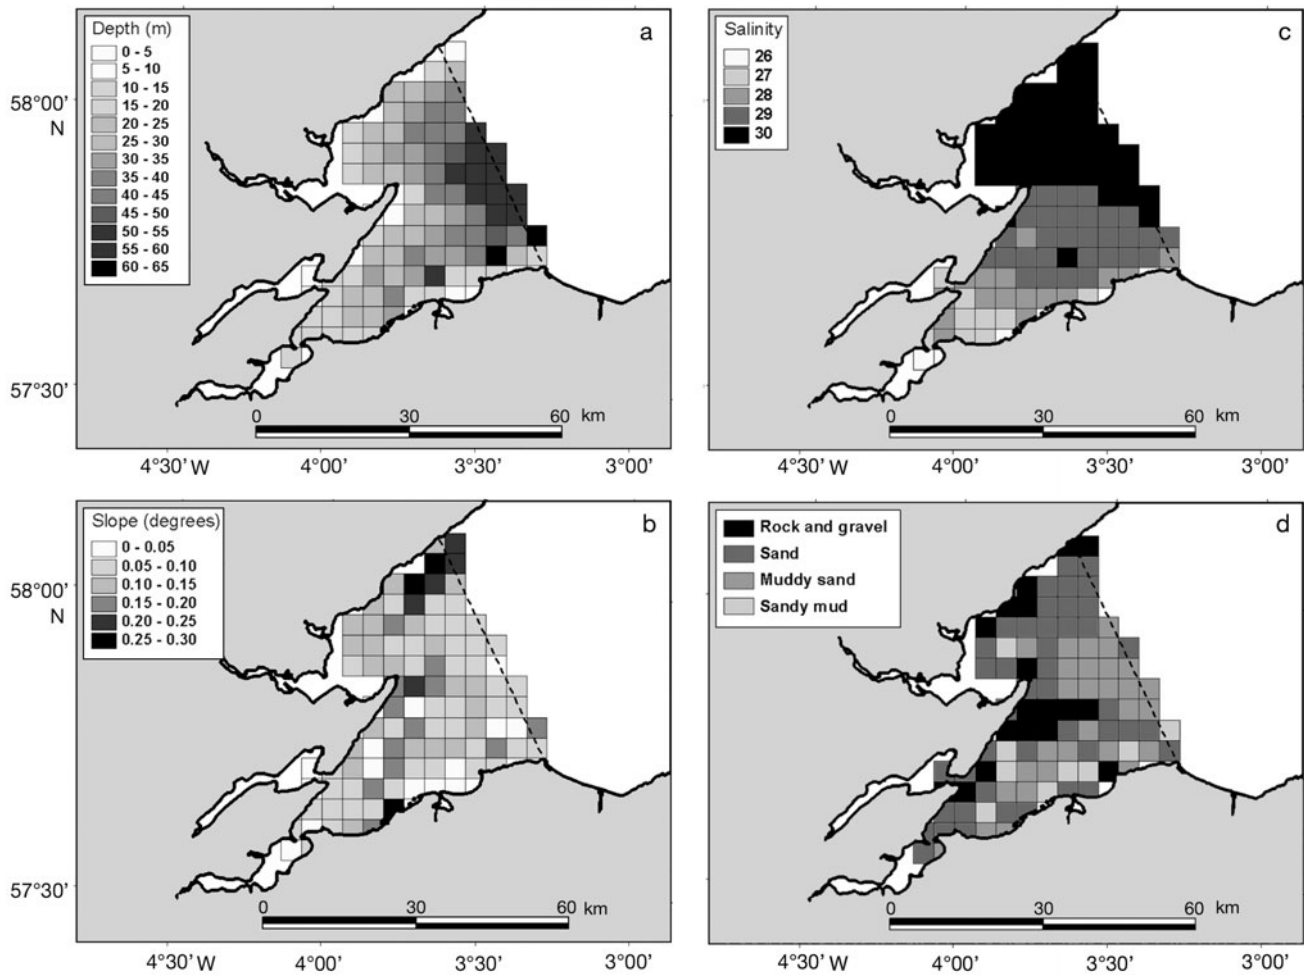 Depth (m)
0 - 5
5 - 10
10 - 15
15 - 20
20 - 25
25 - 30
30 - 35
35 - 40
40 - 45
45 - 50
50 - 55
55 - 60
60 - 65
a
58°00'
N
57°30'
0 30 60 km
4°30' W 4°00' 3°30' 3°00'
Salinity
26
27
28
29
30
c
0 30 60 km
4°30' W 4°00' 3°30' 3°00'
Slope (degrees)
0 - 0.05
0.05 - 0.10
0.10 - 0.15
0.15 - 0.20
0.20 - 0.25
0.25 - 0.30
b
58°00'
N
57°30'
0 30 60 km
4°30' W 4°00' 3°30' 3°00'
Rock and gravel
Sand
Muddy sand
Sandy mud
d
0 30 60 km
4°30' W 4°00' 3°30' 3°00'